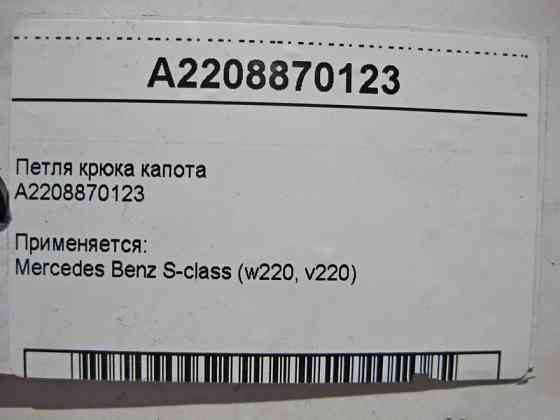 A2208870123
Петля крюка капота
A2208870123
Применяется:
Mercedes Benz S-class (w220, v220)